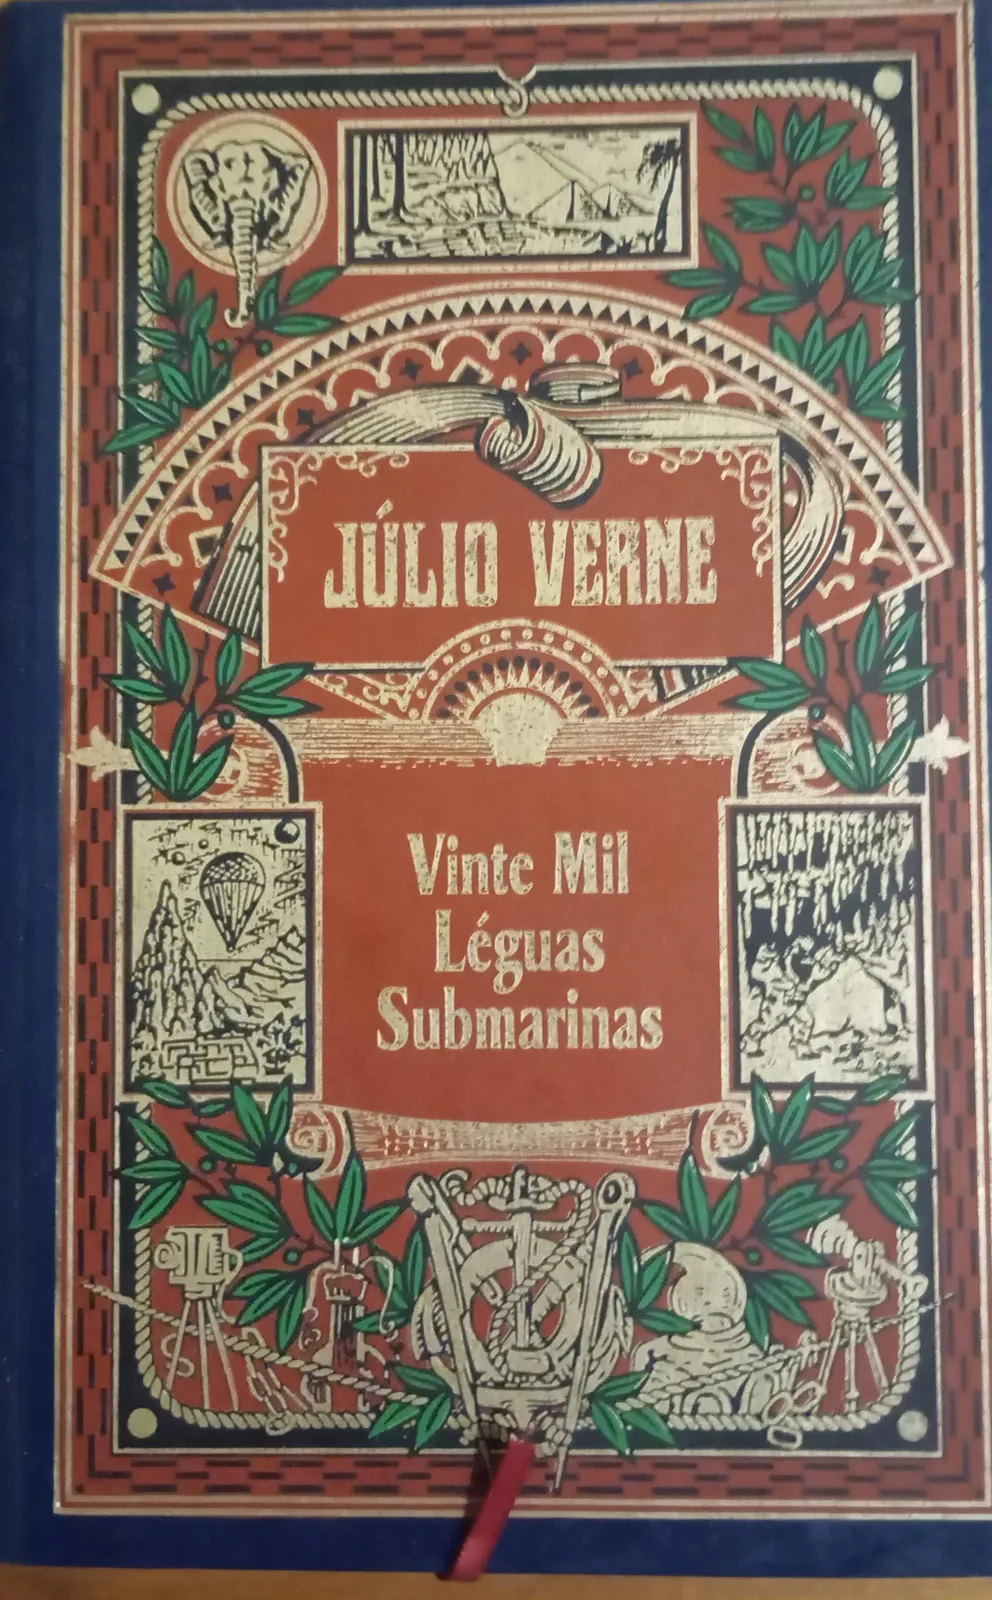 JÚLIO VERNE
Vinte Mil
Léguas
Submarinas